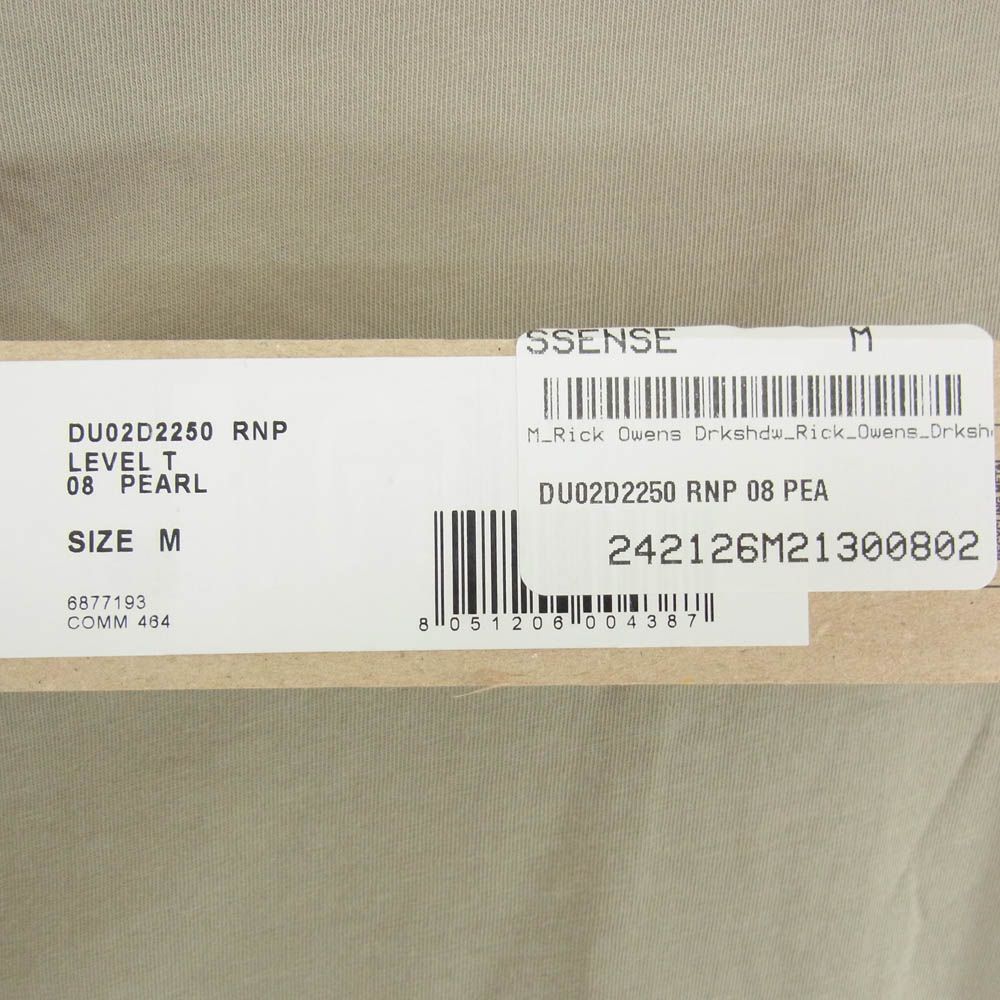 DU02D2250 RNP
LEVEL T
08 PEARL
SIZE M
6877193
COMM 464
8 051206 004387
SSENSE M
M_Rick Owens Drkshdw_Rick_Owens_Drksh
DU02D2250 RNP 08 PEA
242126M21300802